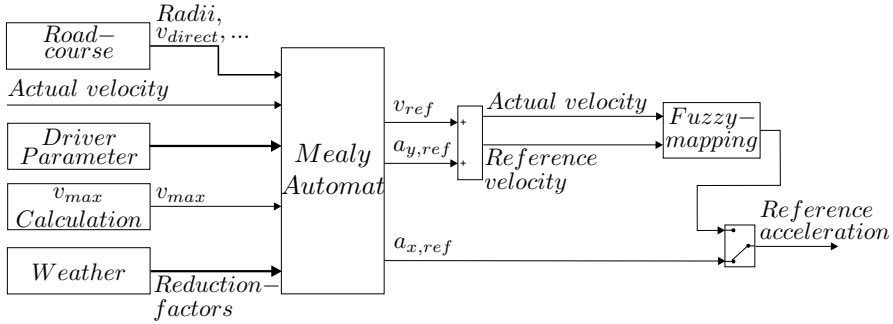 Radii,
v_direct, ...
Road-
course
Actual velocity
Driver
Parameter
v_max
Calculation
v_max
Weather
Reduction-
factors
Mealy
Automat
v_ref
a_y,ref
a_x,ref
+
+
Actual velocity
Reference
velocity
Fuzzy-
mapping
Reference
acceleration